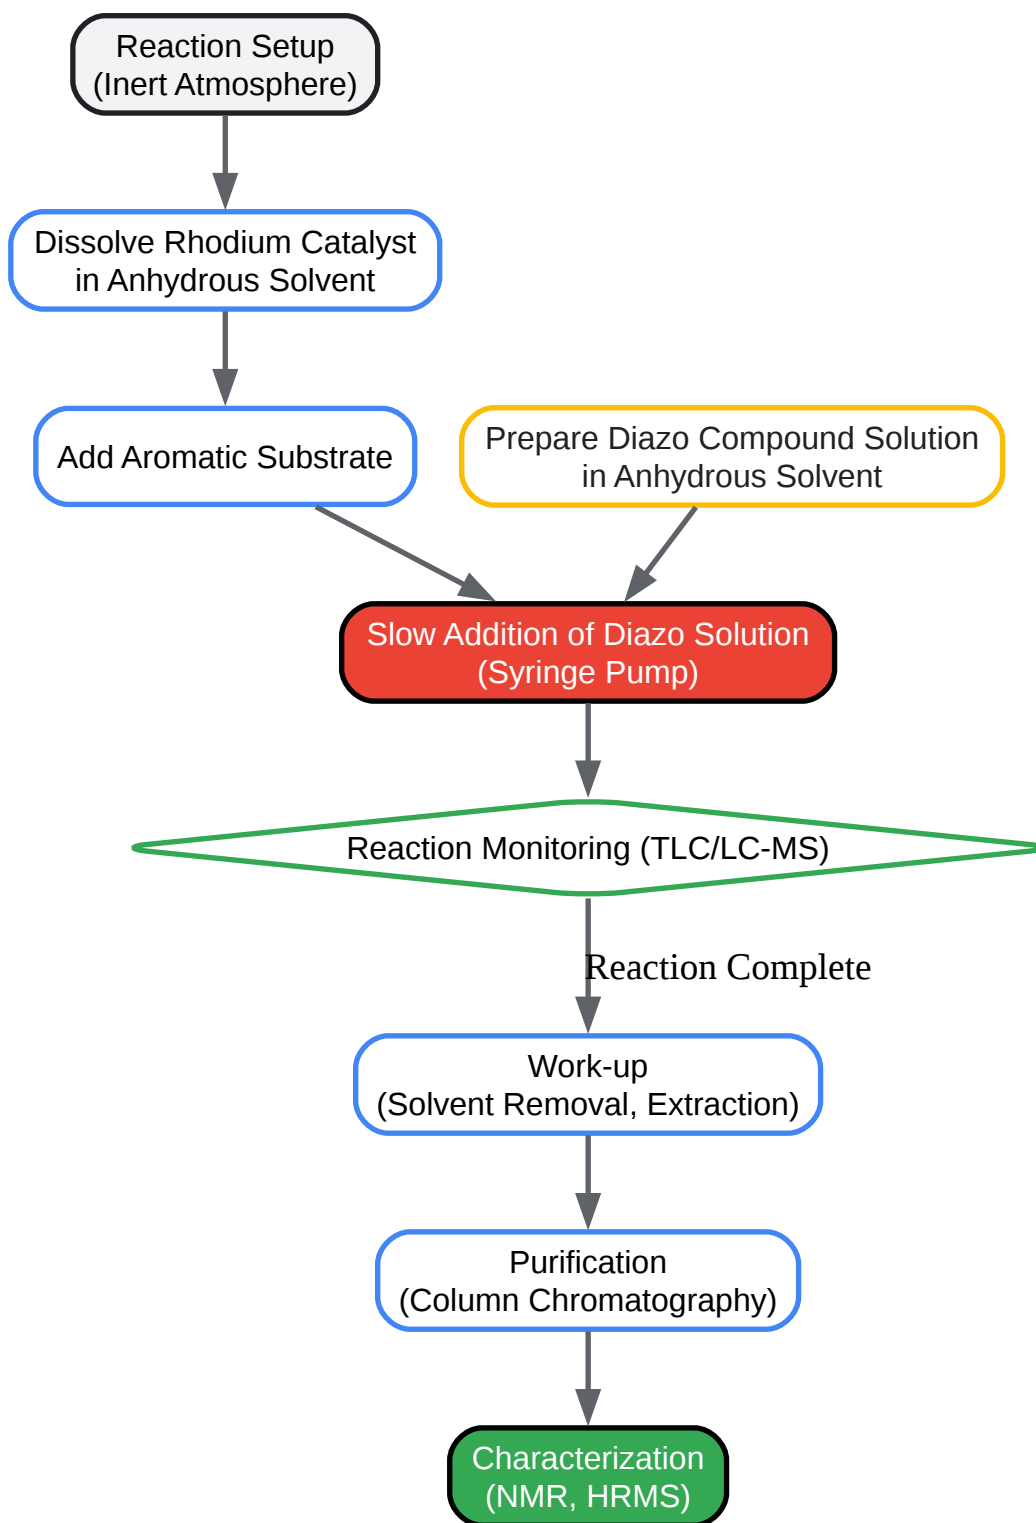 Reaction Setup
(Inert Atmosphere)
Dissolve Rhodium Catalyst
in Anhydrous Solvent
Add Aromatic Substrate
Prepare Diazo Compound Solution
in Anhydrous Solvent
Slow Addition of Diazo Solution
(Syringe Pump)
Reaction Monitoring (TLC/LC-MS)
Reaction Complete
Work-up
(Solvent Removal, Extraction)
Purification
(Column Chromatography)
Characterization
(NMR, HRMS)